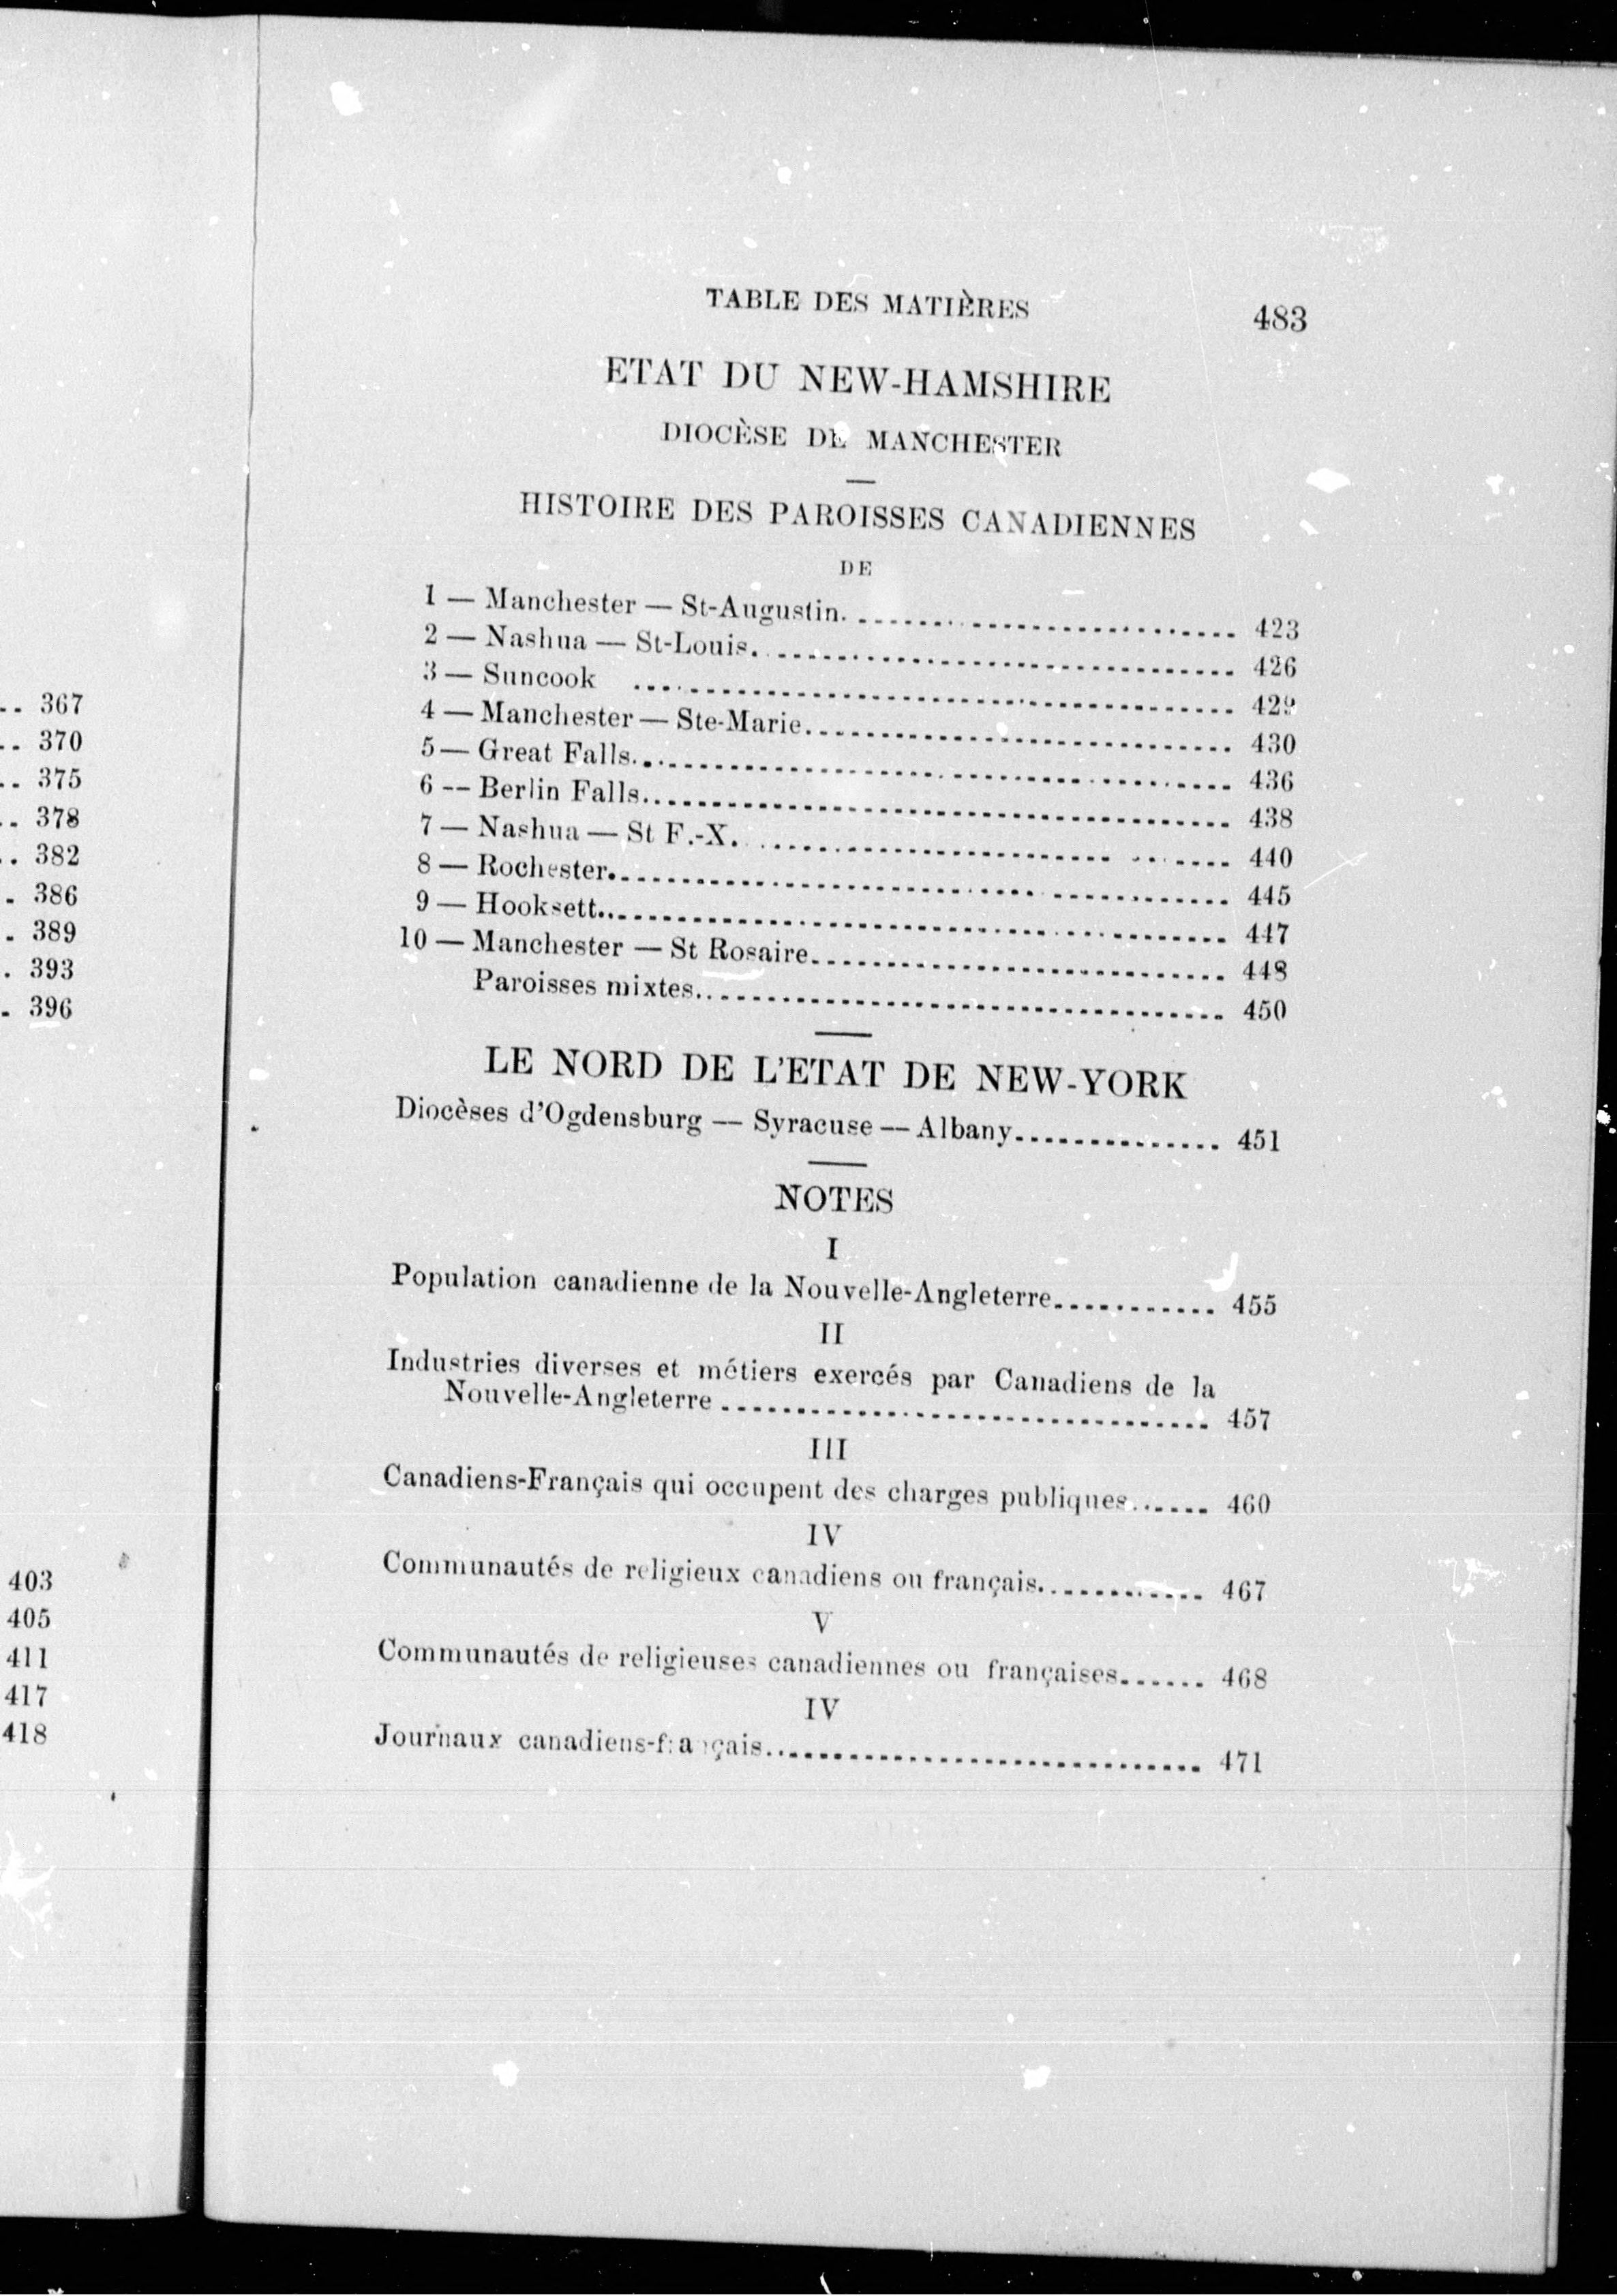 .. 367
.. 370
.. 375
.. 378
.. 382
. 386
. 389
. 393
. 396
403
405
411
417
418
TABLE DES MATIÈRES 483
ETAT DU NEW-HAMSHIRE
DIOCÈSE DE MANCHESTER
HISTOIRE DES PAROISSES CANADIENNES
DE
1 — Manchester — St-Augustin........................ 423
2 — Nashua — St-Louis................................ 426
3 — Suncook ........................................ 429
4 — Manchester — Ste-Marie........................... 430
5 — Great Falls...................................... 436
6 -- Berlin Falls..................................... 438
7 — Nashua — St F.-X................................. 440
8 — Rochester........................................ 445
9 — Hooksett......................................... 447
10 — Manchester — St Rosaire.......................... 448
Paroisses mixtes.................................. 450
LE NORD DE L'ETAT DE NEW-YORK
Diocèses d'Ogdensburg — Syracuse — Albany.............. 451
NOTES
I
Population canadienne de la Nouvelle-Angleterre........... 455
II
Industries diverses et métiers exercés par Canadiens de la
Nouvelle-Angleterre ................................. 457
III
Canadiens-Français qui occupent des charges publiques...... 460
IV
Communautés de religieux canadiens ou français............ 467
V
Communautés de religieuses canadiennes ou françaises...... 468
IV
Journaux canadiens-français............................. 471